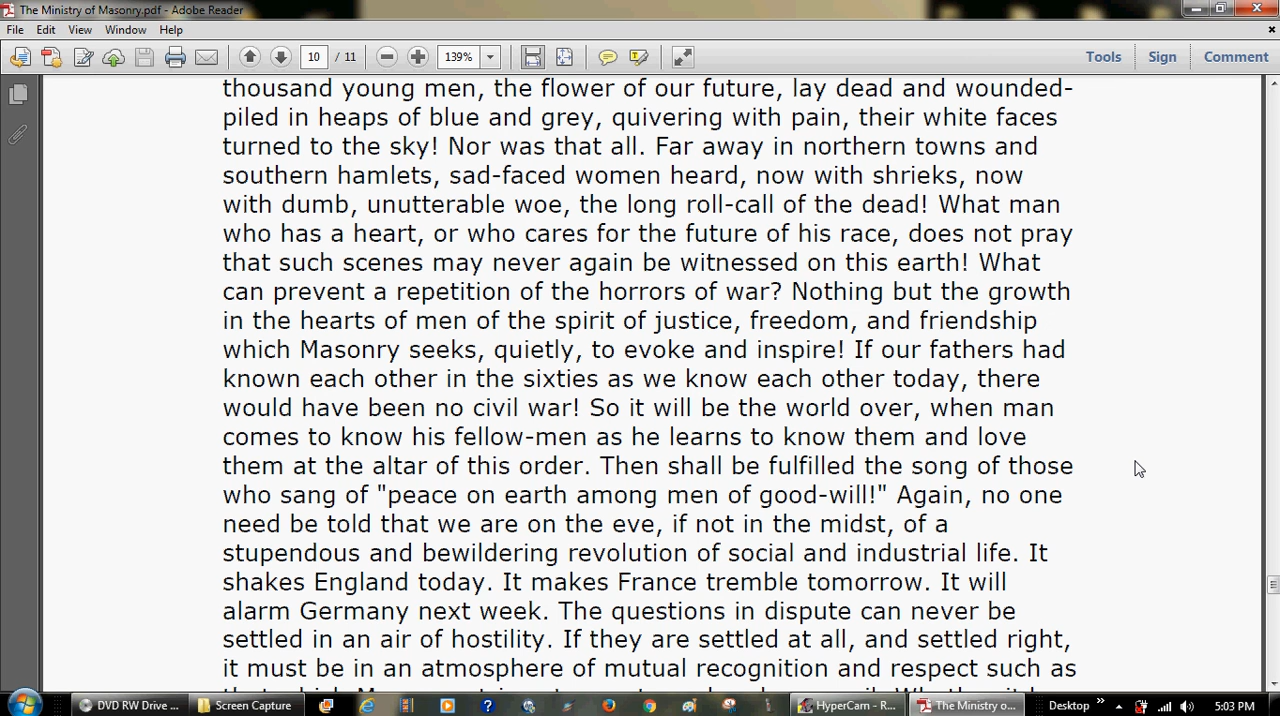 The Ministry of Masonry.pdf - Adobe Reader
File Edit View Window Help
10 / 11 139% Tools Sign Comment
thousand young men, the flower of our future, lay dead and wounded-
piled in heaps of blue and grey, quivering with pain, their white faces
turned to the sky! Nor was that all. Far away in northern towns and
southern hamlets, sad-faced women heard, now with shrieks, now
with dumb, unutterable woe, the long roll-call of the dead! What man
who has a heart, or who cares for the future of his race, does not pray
that such scenes may never again be witnessed on this earth! What
can prevent a repetition of the horrors of war? Nothing but the growth
in the hearts of men of the spirit of justice, freedom, and friendship
which Masonry seeks, quietly, to evoke and inspire! If our fathers had
known each other in the sixties as we know each other today, there
would have been no civil war! So it will be the world over, when man
comes to know his fellow-men as he learns to know them and love
them at the altar of this order. Then shall be fulfilled the song of those
who sang of "peace on earth among men of good-will!" Again, no one
need be told that we are on the eve, if not in the midst, of a
stupendous and bewildering revolution of social and industrial life. It
shakes England today. It makes France tremble tomorrow. It will
alarm Germany next week. The questions in dispute can never be
settled in an air of hostility. If they are settled at all, and settled right,
it must be in an atmosphere of mutual recognition and respect such as
DVD RW Drive ... Screen Capture HyperCam - R... The Ministry o... Desktop 5:03 PM